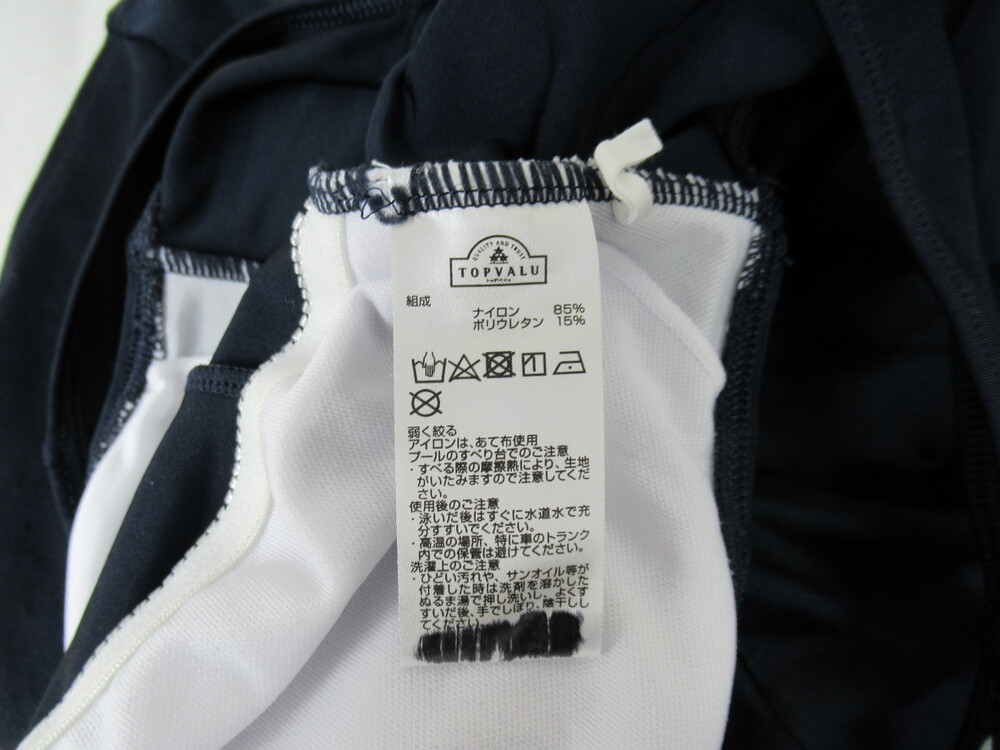 QUALITY AND TRUST
TOPVALU
トップバリュ
組成
ナイロン 85%
ポリウレタン 15%
弱く絞る
アイロンは、あて布使用
プールのすべり台でのご注意
・すべる際の摩擦熱により、生地
がいたみますので注意してくだ
さい。
使用後のご注意
・泳いだ後はすぐに水道水で充
分すすいでください。
・高温の場所、特に車のトランク
内での保管は避けてください。
洗濯上のご注意
・ひどい汚れや、サンオイル等が
付着した時は洗剤を溶かした
ぬるま湯で押し洗いし、よくす
すいだ後、手でしぼり、陰干しし
てください。